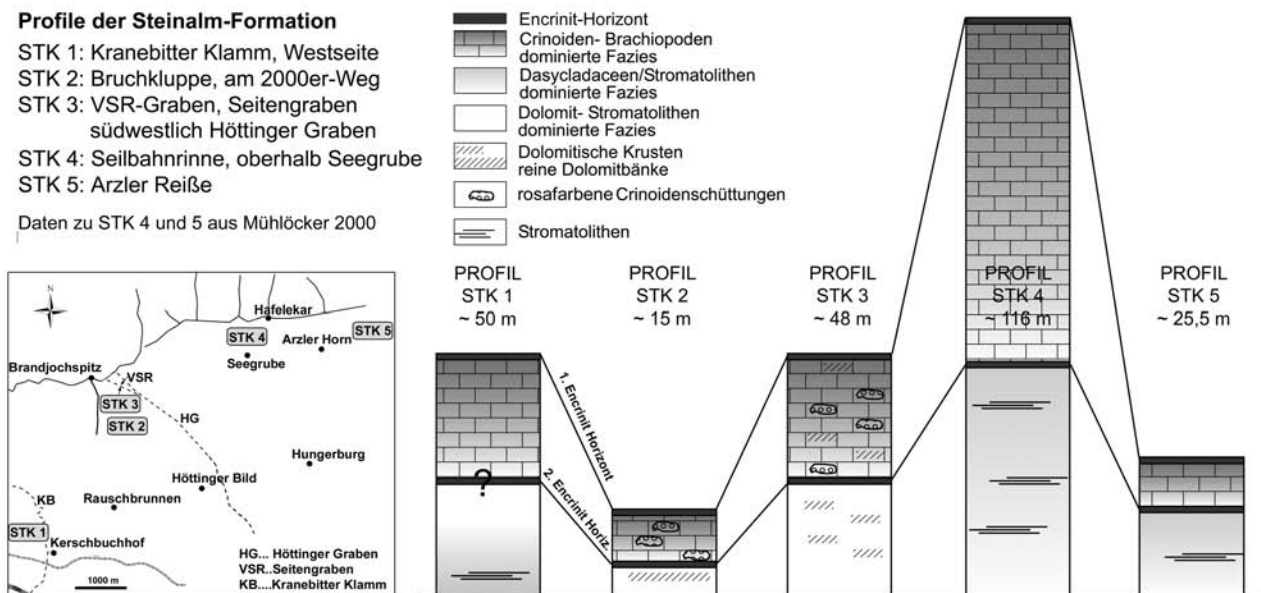 Profile der Steinalm-Formation
STK 1: Kranebitter Klamm, Westseite
STK 2: Bruchkluppe, am 2000er-Weg
STK 3: VSR-Graben, Seitengraben
südwestlich Höttinger Graben
STK 4: Seilbahnrinne, oberhalb Seegrube
STK 5: Arzler Reiße
Daten zu STK 4 und 5 aus Mühlöcker 2000
Encrinit-Horizont
Crinoiden- Brachiopoden
dominierte Fazies
Dasycladaceen/Stromatolithen
dominierte Fazies
Dolomit- Stromatolithen
dominierte Fazies
Dolomitische Krusten
reine Dolomitbänke
rosafarbene Crinoidenschüttungen
Stromatolithen
N
Hafelekar
STK 4
Arzler Horn
STK 5
Seegrube
Brandjochspitz
VSR
STK 3
STK 2
HG
Hungerburg
Höttinger Bild
KB
Rauschbrunnen
STK 1
Kerschbuchhof
1000 m
HG... Höttinger Graben
VSR..Seitengraben
KB....Kranebitter Klamm
PROFIL
STK 1
~ 50 m
PROFIL
STK 2
~ 15 m
PROFIL
STK 3
~ 48 m
PROFIL
STK 4
~ 116 m
PROFIL
STK 5
~ 25,5 m
1. Encrinit Horizont
2. Encrinit Horiz.
?